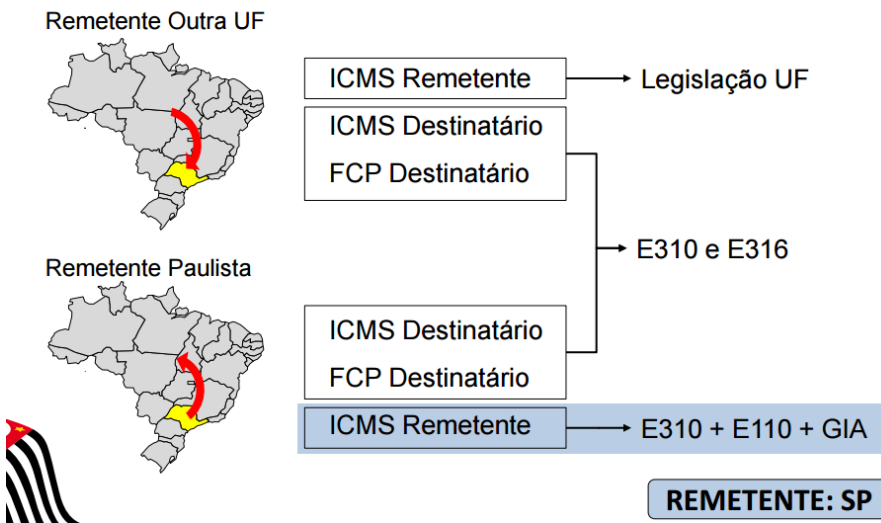 Remetente Outra UF
ICMS Remetente
Legislação UF
ICMS Destinatário
FCP Destinatário
E310 e E316
Remetente Paulista
ICMS Destinatário
FCP Destinatário
ICMS Remetente
E310 + E110 + GIA
REMETENTE: SP